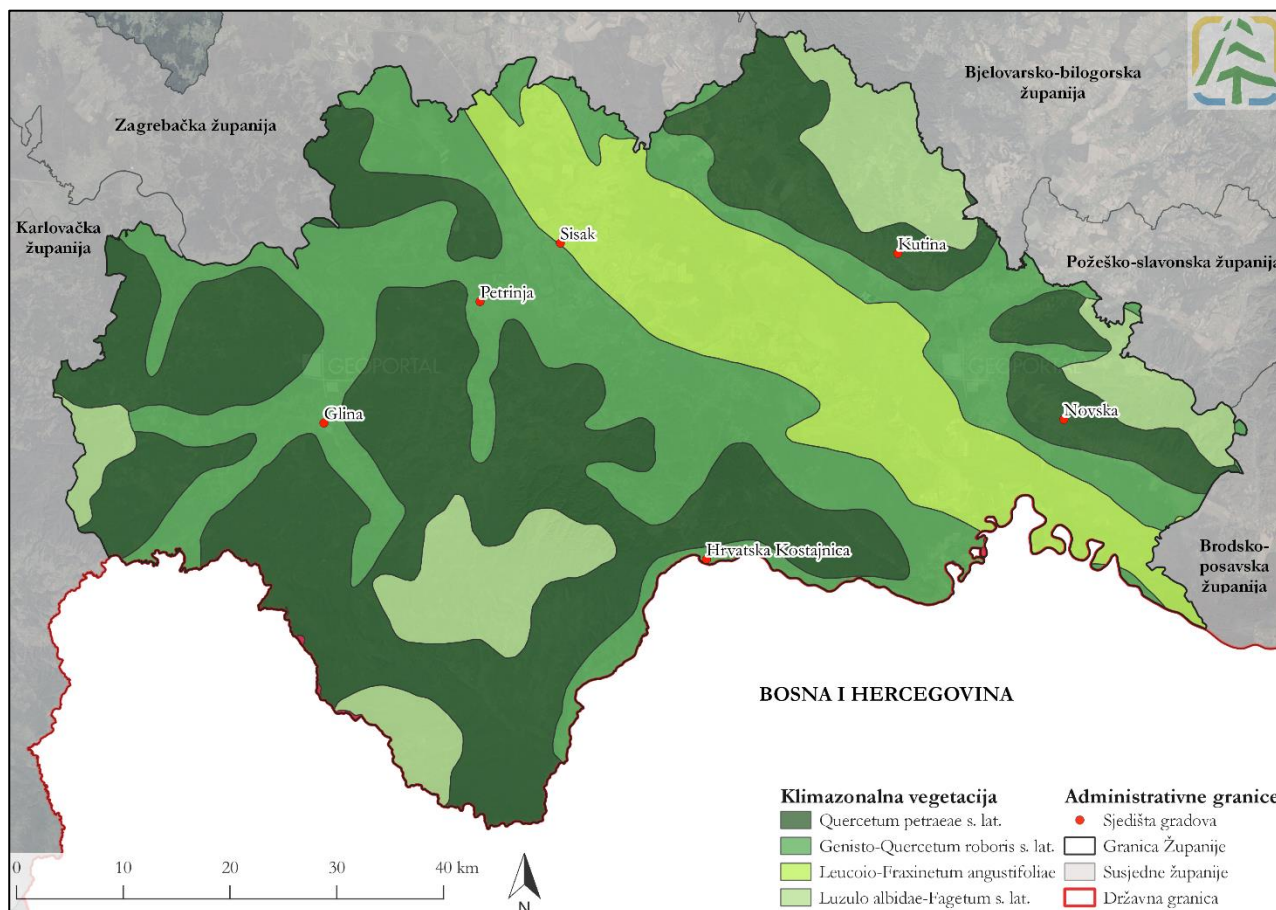 Bjelovarsko-bilogorska
županija
Zagrebačka županija
Karlovačka
županija
Sisak
Kutina
Požeško-slavonska županija
Petrinja
GEOPORTAL
GEOPORTAL
Glina
Novska
Hrvatska Kostajnica
Brodsko-
posavska
županija
BOSNA I HERCEGOVINA
Klimazonalna vegetacija
Quercetum petraeae s. lat.
Genisto-Quercetum roboris s. lat.
Leucoio-Fraxinetum angustifoliae
Luzulo albidae-Fagetum s. lat.
Administrativne granice
Sjedišta gradova
Granica Županije
Susjedne županije
Državna granica
0 10 20 30 40 km
N